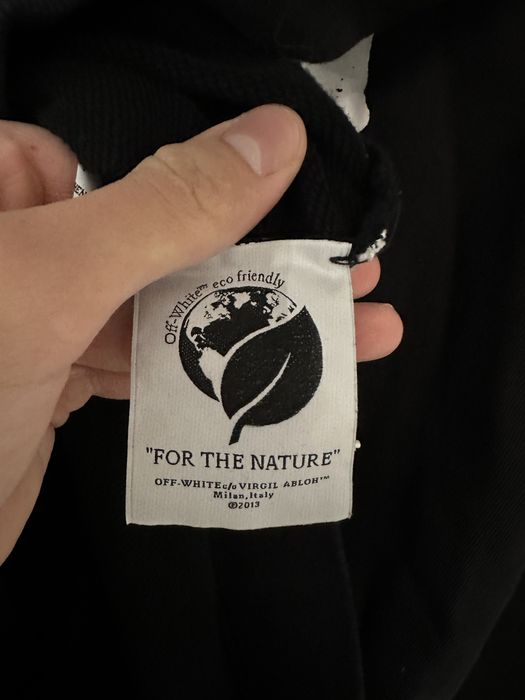 Off-White™ eco friendly
"FOR THE NATURE"
OFF-WHITE c/o VIRGIL ABLOH™
Milan, Italy
©2013